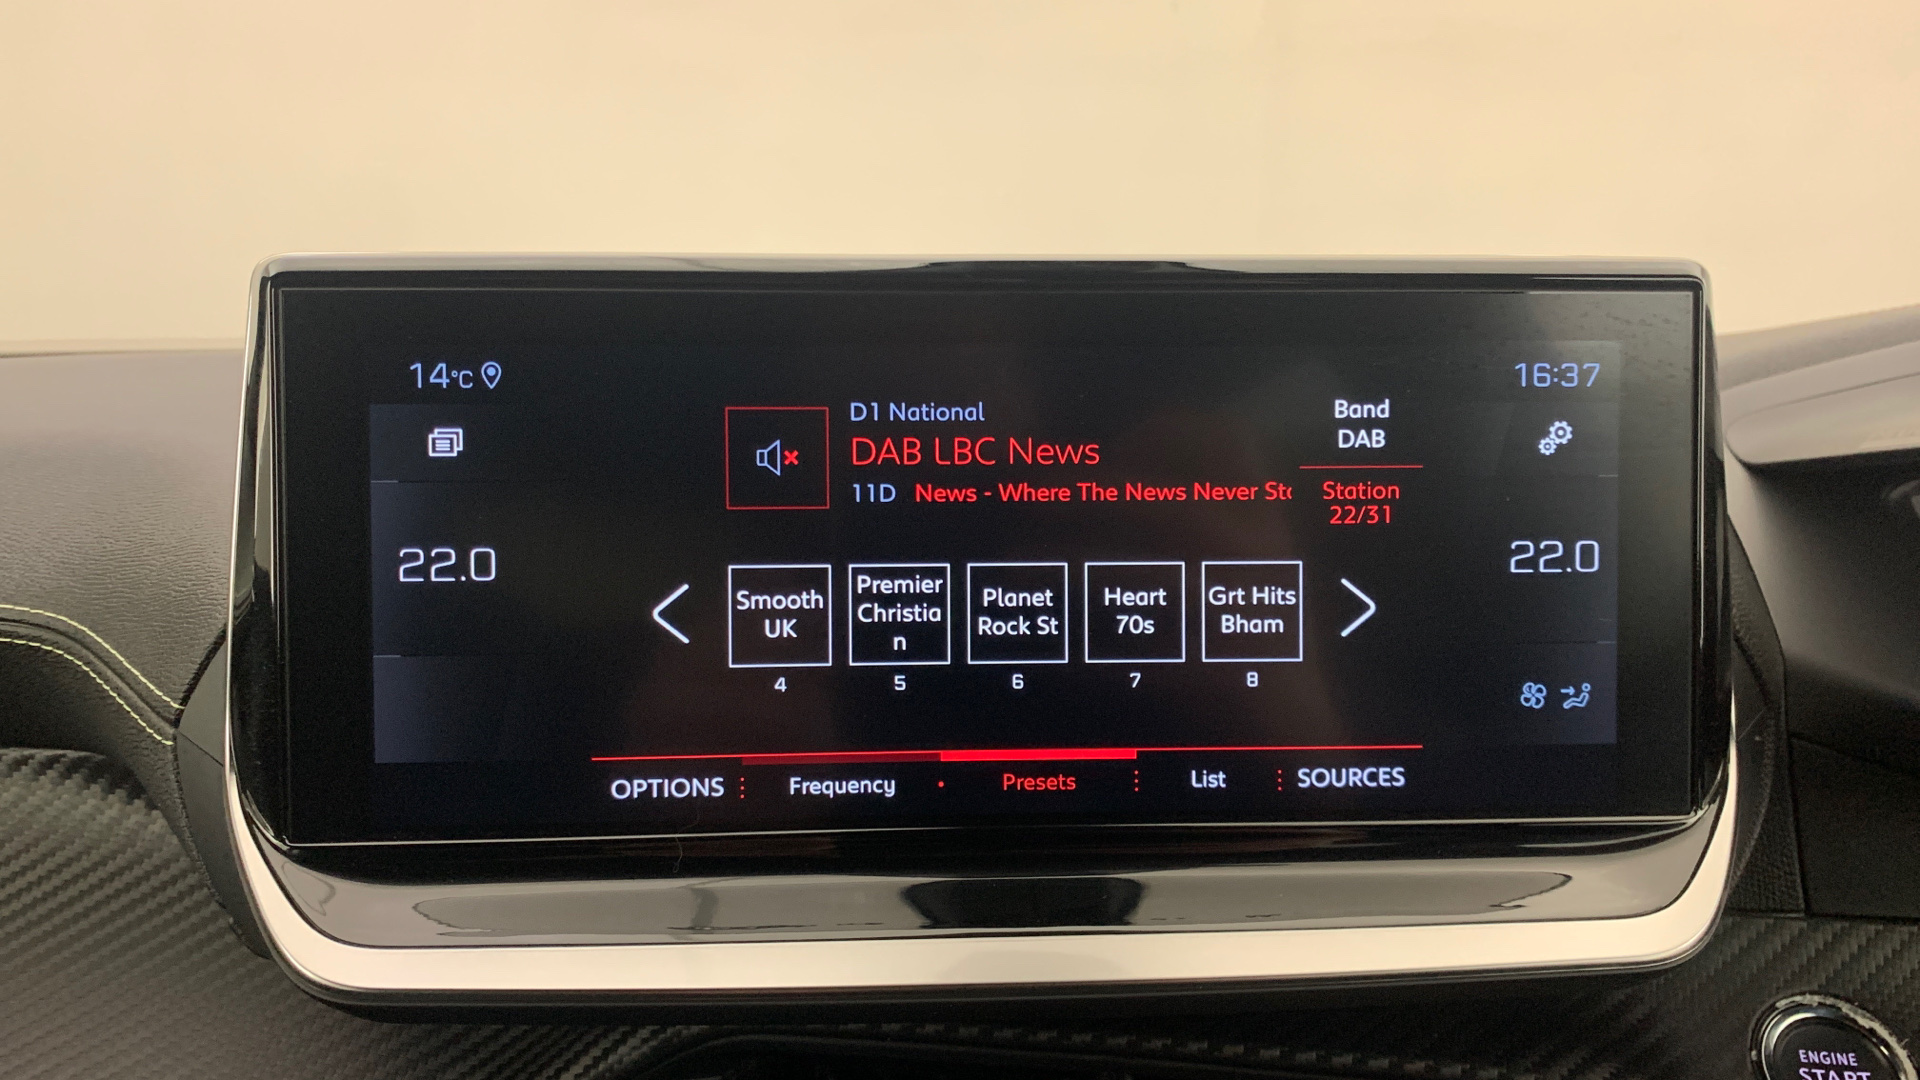 14°C
16:37
D1 National
DAB LBC News
11D News - Where The News Never Sto
Band
DAB
Station
22/31
22.0
22.0
Smooth
UK
4
Premier
Christia
n
5
Planet
Rock St
6
Heart
70s
7
Grt Hits
Bham
8
OPTIONS
Frequency
Presets
List
SOURCES
ENGINE
START